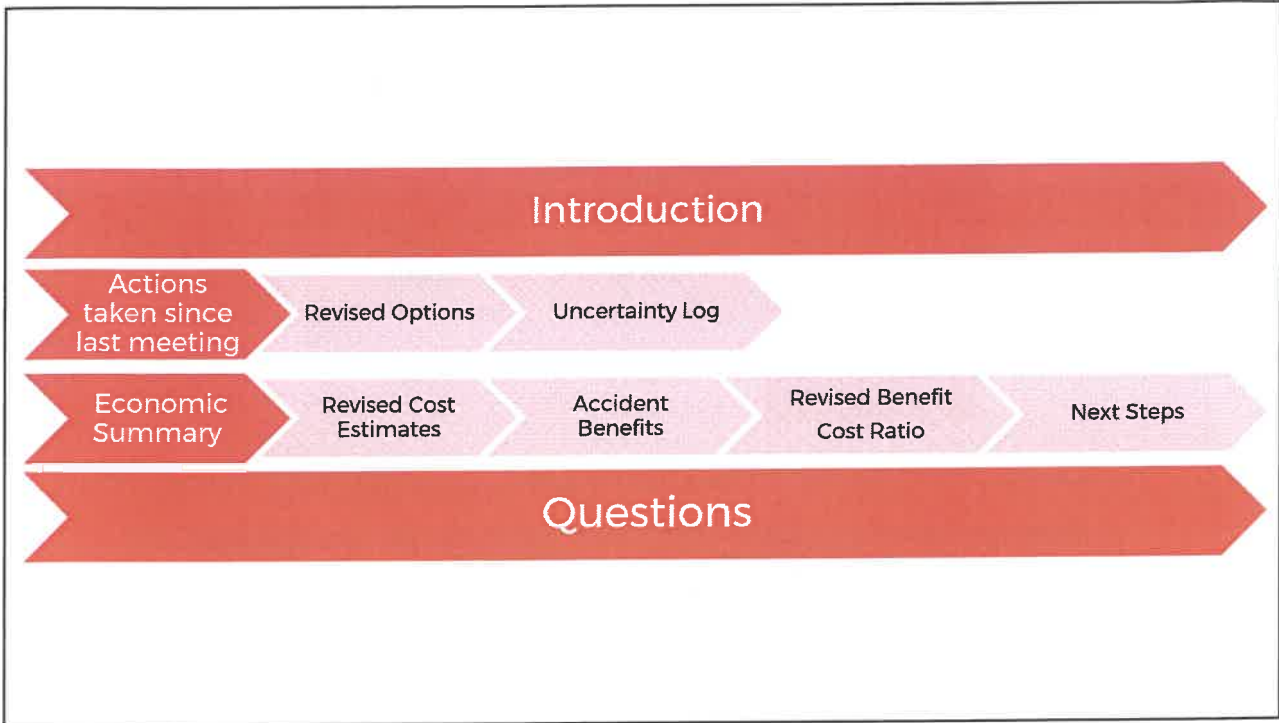 Introduction
Actions
taken since
last meeting
Revised Options
Uncertainty Log
Economic
Summary
Revised Cost
Estimates
Accident
Benefits
Revised Benefit
Cost Ratio
Next Steps
Questions